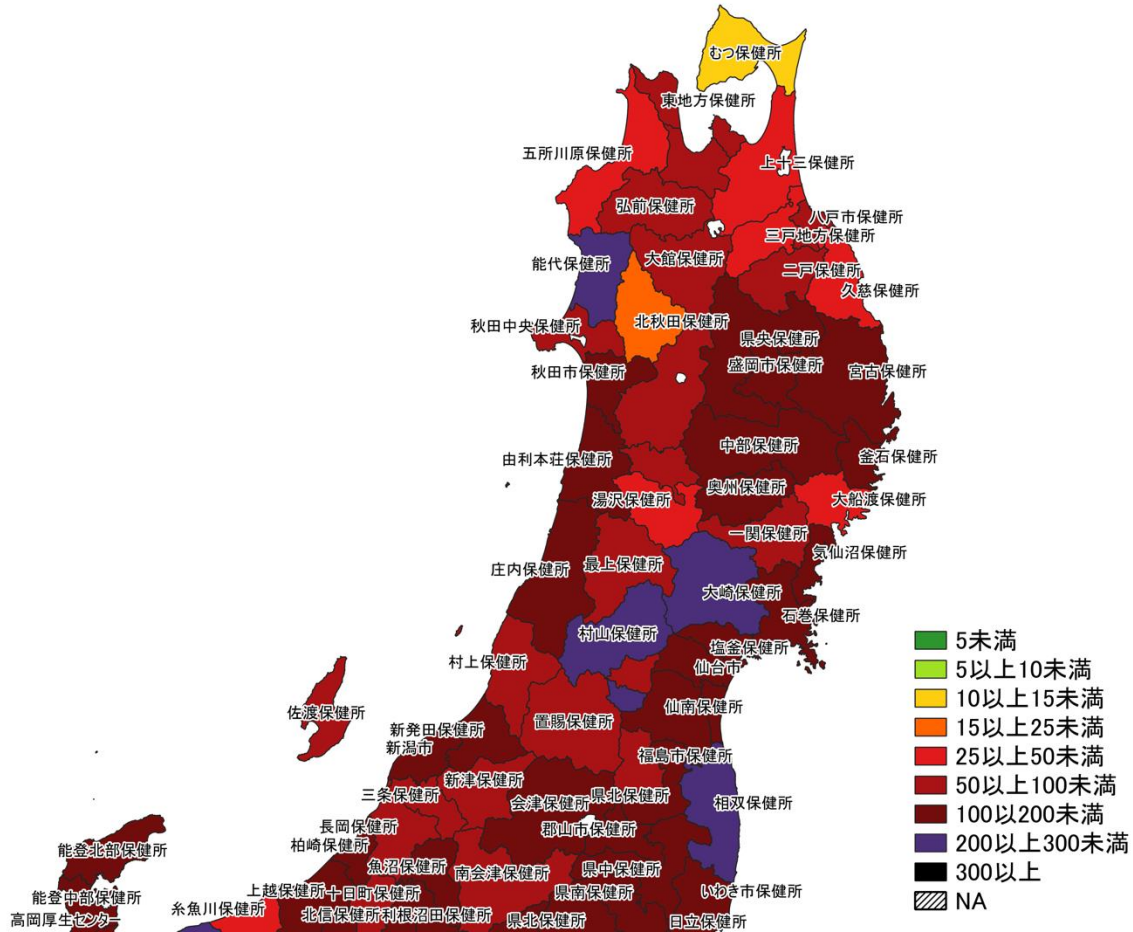 むつ保健所
東地方保健所
五所川原保健所
上十三保健所
弘前保健所
八戸市保健所
三戸地方保健所
能代保健所
大館保健所
二戸保健所
久慈保健所
秋田中央保健所
北秋田保健所
県央保健所
盛岡市保健所
秋田市保健所
宮古保健所
中部保健所
由利本荘保健所
釜石保健所
奥州保健所
湯沢保健所
大船渡保健所
一関保健所
気仙沼保健所
庄内保健所
最上保健所
大崎保健所
石巻保健所
村山保健所
塩釜保健所
仙台市
村上保健所
佐渡保健所
仙南保健所
置賜保健所
新発田保健所
新潟市
福島市保健所
新津保健所
三条保健所
会津保健所
県北保健所
相双保健所
長岡保健所
郡山市保健所
柏崎保健所
能登北部保健所
魚沼保健所
南会津保健所
県中保健所
能登中部保健所
上越保健所
十日町保健所
県南保健所
いわき市保健所
糸魚川保健所
高岡厚生センター
北信保健所
利根沼田保健所
県北保健所
日立保健所
5未満
5以上10未満
10以上15未満
15以上25未満
25以上50未満
50以上100未満
100以200未満
200以上300未満
300以上
NA